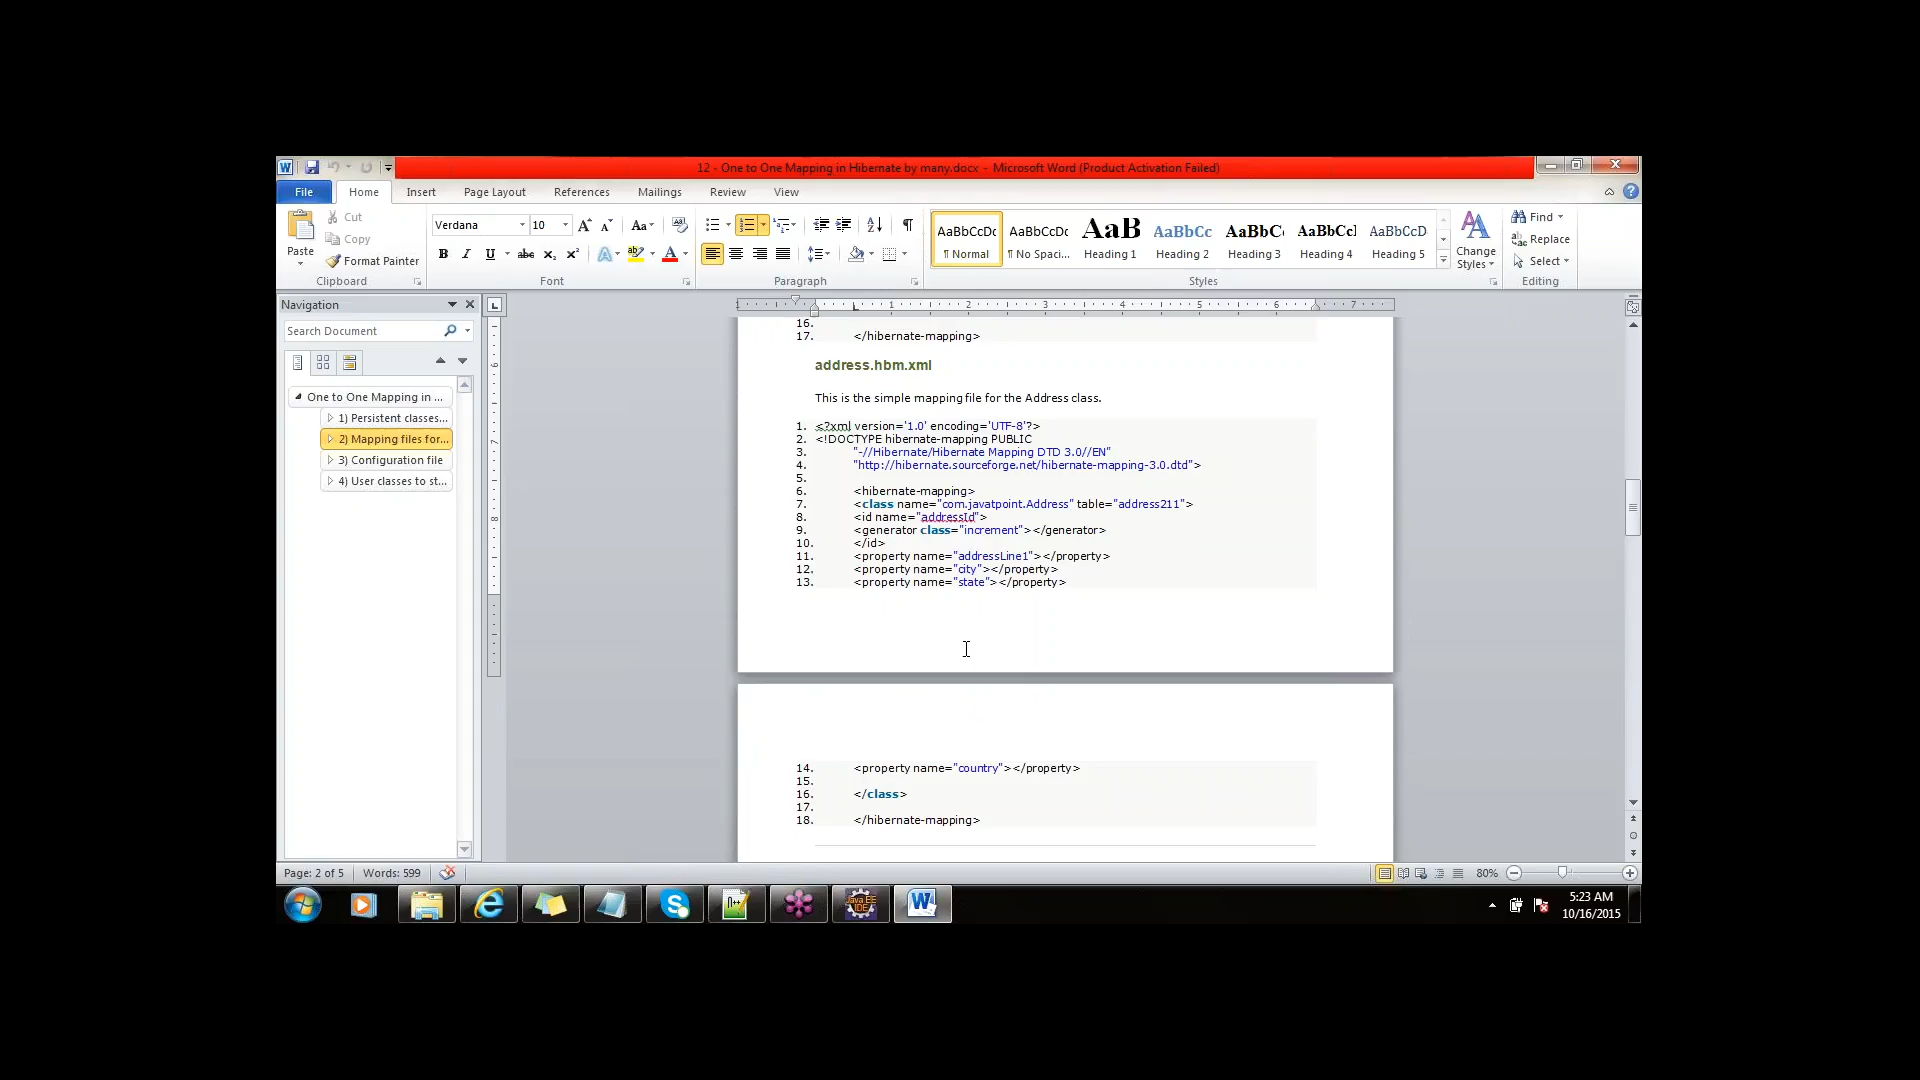 12 - One to One Mapping in Hibernate by many.docx - Microsoft Word (Product Activation Failed)
File Home Insert Page Layout References Mailings Review View
Paste
Cut
Copy
Format Painter
Clipboard
Verdana 10
Font
Paragraph
AaBbCcDc AaBbCcDc AaB AaBbCc AaBbC AaBbCcI AaBbCcD
¶ Normal ¶ No Spaci... Heading 1 Heading 2 Heading 3 Heading 4 Heading 5
Styles
Change
Styles
Find
Replace
Select
Editing
Navigation
Search Document
One to One Mapping in ...
1) Persistent classes...
2) Mapping files for...
3) Configuration file
4) User classes to st...
16.
17. </hibernate-mapping>
address.hbm.xml
This is the simple mapping file for the Address class.
1. <?xml version='1.0' encoding='UTF-8'?>
2. <!DOCTYPE hibernate-mapping PUBLIC
3. "-//Hibernate/Hibernate Mapping DTD 3.0//EN"
4. "http://hibernate.sourceforge.net/hibernate-mapping-3.0.dtd">
5.
6. <hibernate-mapping>
7. <class name="com.javatpoint.Address" table="address211">
8. <id name="addressId">
9. <generator class="increment"></generator>
10. </id>
11. <property name="addressLine1"></property>
12. <property name="city"></property>
13. <property name="state"></property>
14. <property name="country"></property>
15.
16. </class>
17.
18. </hibernate-mapping>
Page: 2 of 5 Words: 599 80%
Java EE
IDE
5:23 AM
10/16/2015